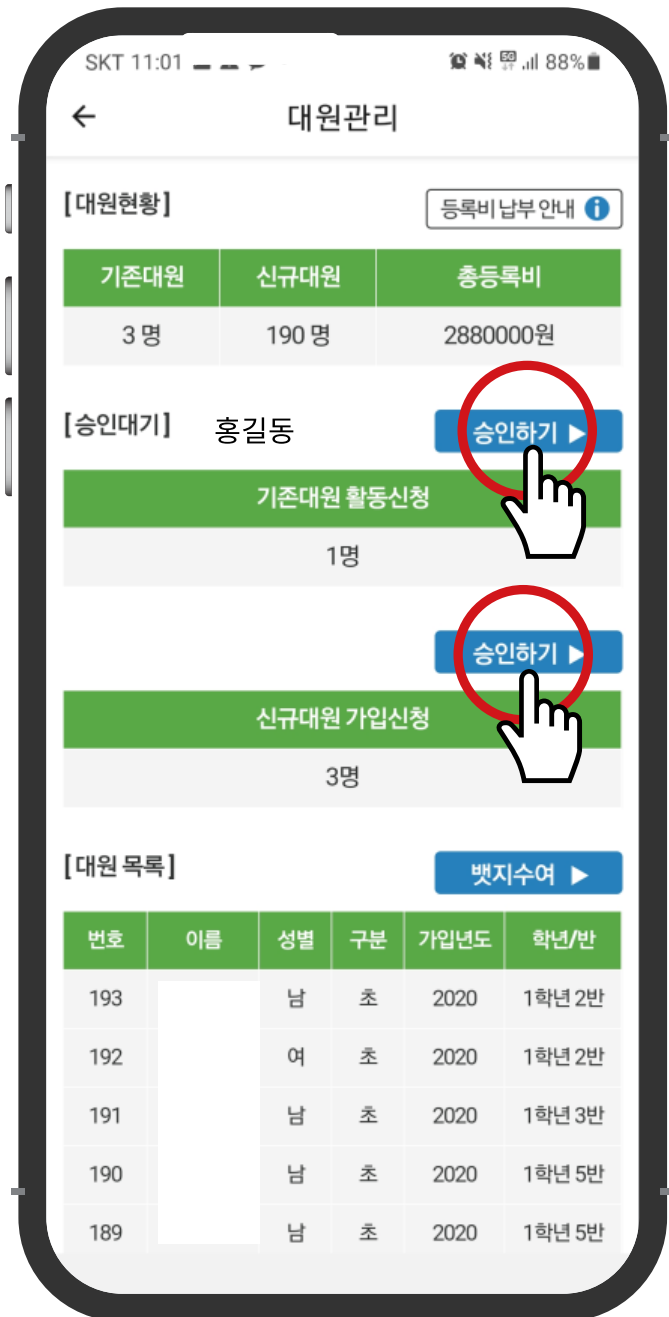 SKT 11:01 88%
대원관리
[대원현황] 등록비 납부 안내
기존대원 신규대원 총등록비
3 명 190 명 2880000원
[승인대기] 홍길동 승인하기 ▶
기존대원 활동신청
1명
승인하기 ▶
신규대원 가입신청
3명
[대원 목록] 뱃지수여 ▶
번호 이름 성별 구분 가입년도 학년/반
193 남 초 2020 1학년 2반
192 여 초 2020 1학년 2반
191 남 초 2020 1학년 3반
190 남 초 2020 1학년 5반
189 남 초 2020 1학년 5반